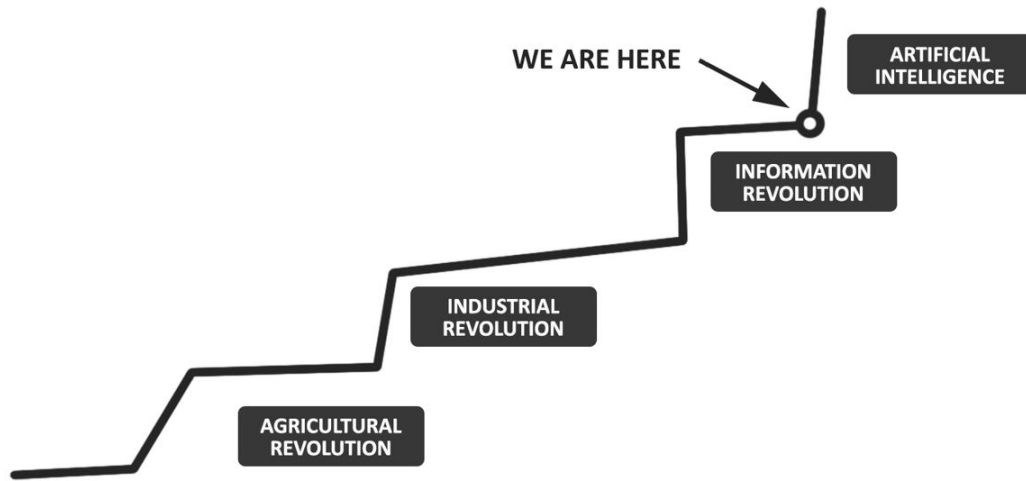 WE ARE HERE
ARTIFICIAL
INTELLIGENCE
INFORMATION
REVOLUTION
INDUSTRIAL
REVOLUTION
AGRICULTURAL
REVOLUTION